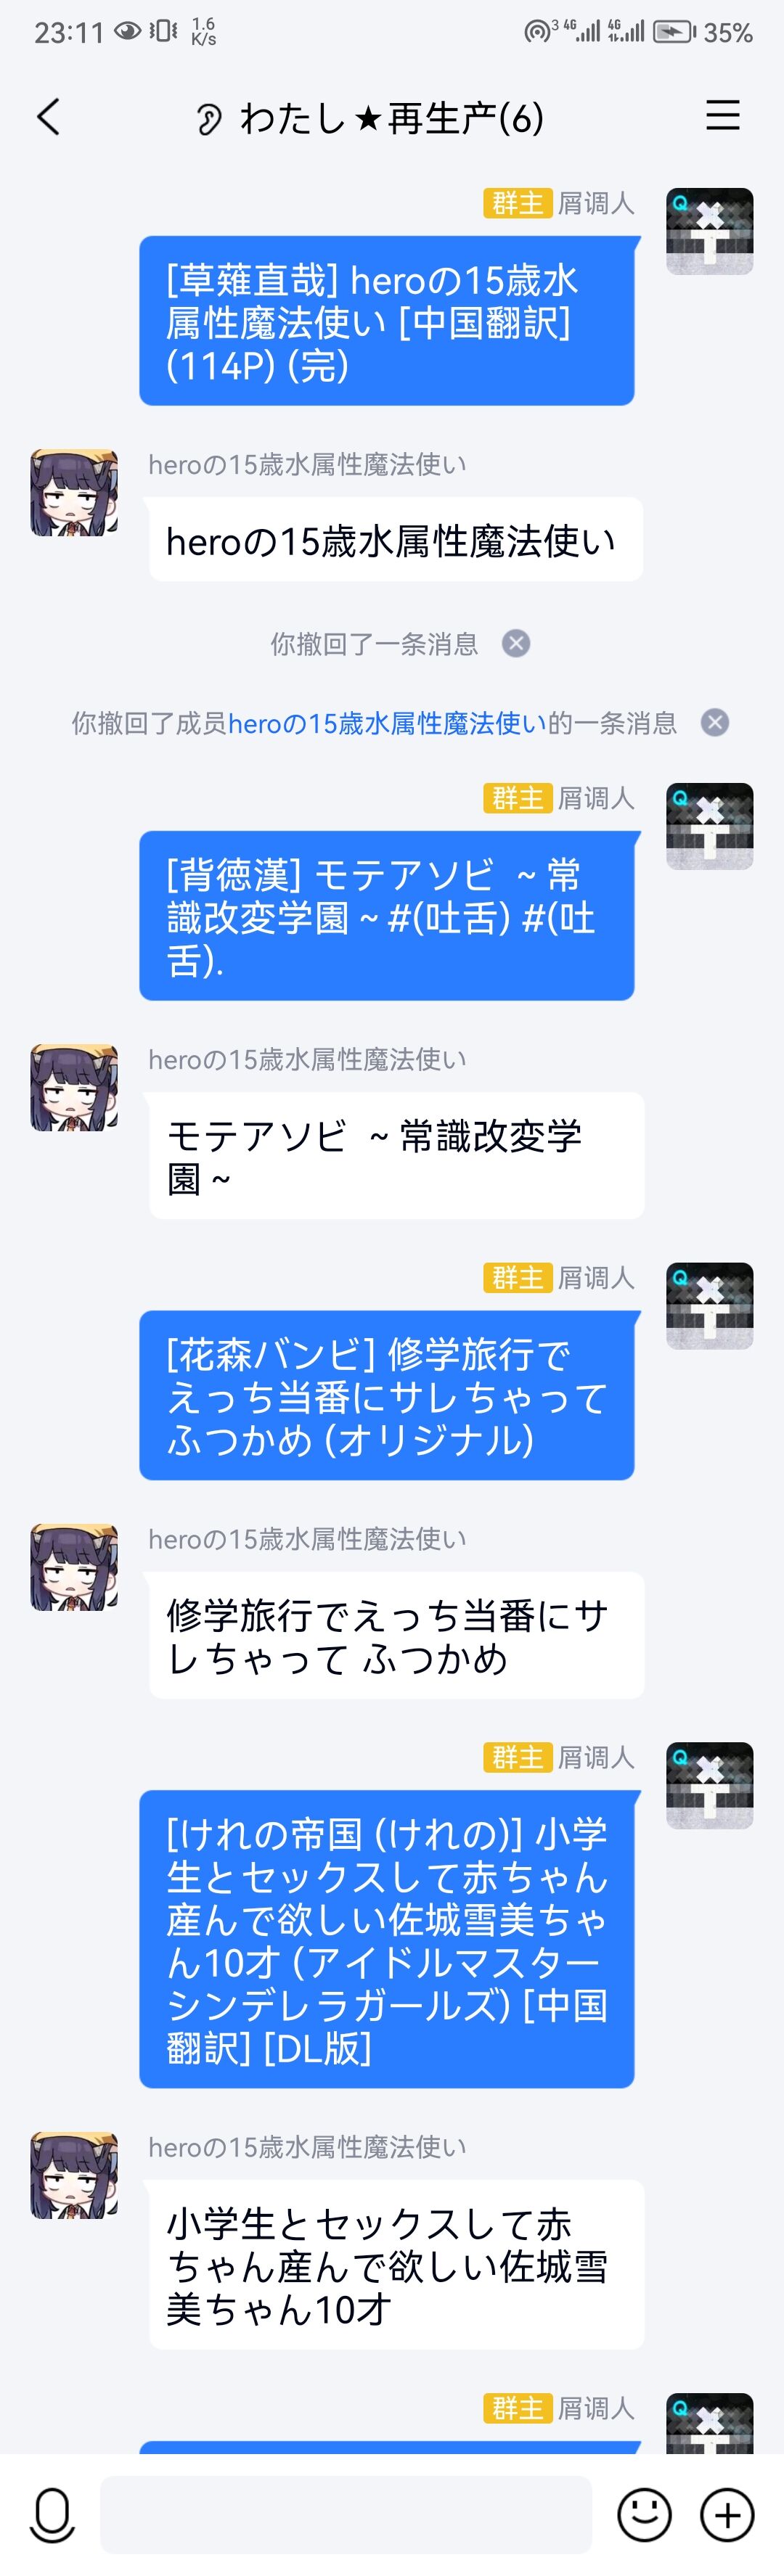 23:11
1.6
K/s
3 4G 4G 35%
わたし★再生产(6)
群主 屑调人
[草薙直哉] heroの15歳水
属性魔法使い [中国翻訳]
(114P) (完)
heroの15歳水属性魔法使い
heroの15歳水属性魔法使い
你撤回了一条消息
你撤回了成员heroの15歳水属性魔法使い的一条消息
群主 屑调人
[背徳漢] モテアソビ ～常
識改変学園～#(吐舌) #(吐
舌).
heroの15歳水属性魔法使い
モテアソビ ～常識改変学
園～
群主 屑调人
[花森バンビ] 修学旅行で
えっち当番にサレちゃって
ふつかめ (オリジナル)
heroの15歳水属性魔法使い
修学旅行でえっち当番にサ
レちゃって ふつかめ
群主 屑调人
[けれの帝国 (けれの)] 小学
生とセックスして赤ちゃん
産んで欲しい佐城雪美ちゃ
ん10才 (アイドルマスター
シンデレラガールズ) [中国
翻訳] [DL版]
heroの15歳水属性魔法使い
小学生とセックスして赤
ちゃん産んで欲しい佐城雪
美ちゃん10才
群主 屑调人